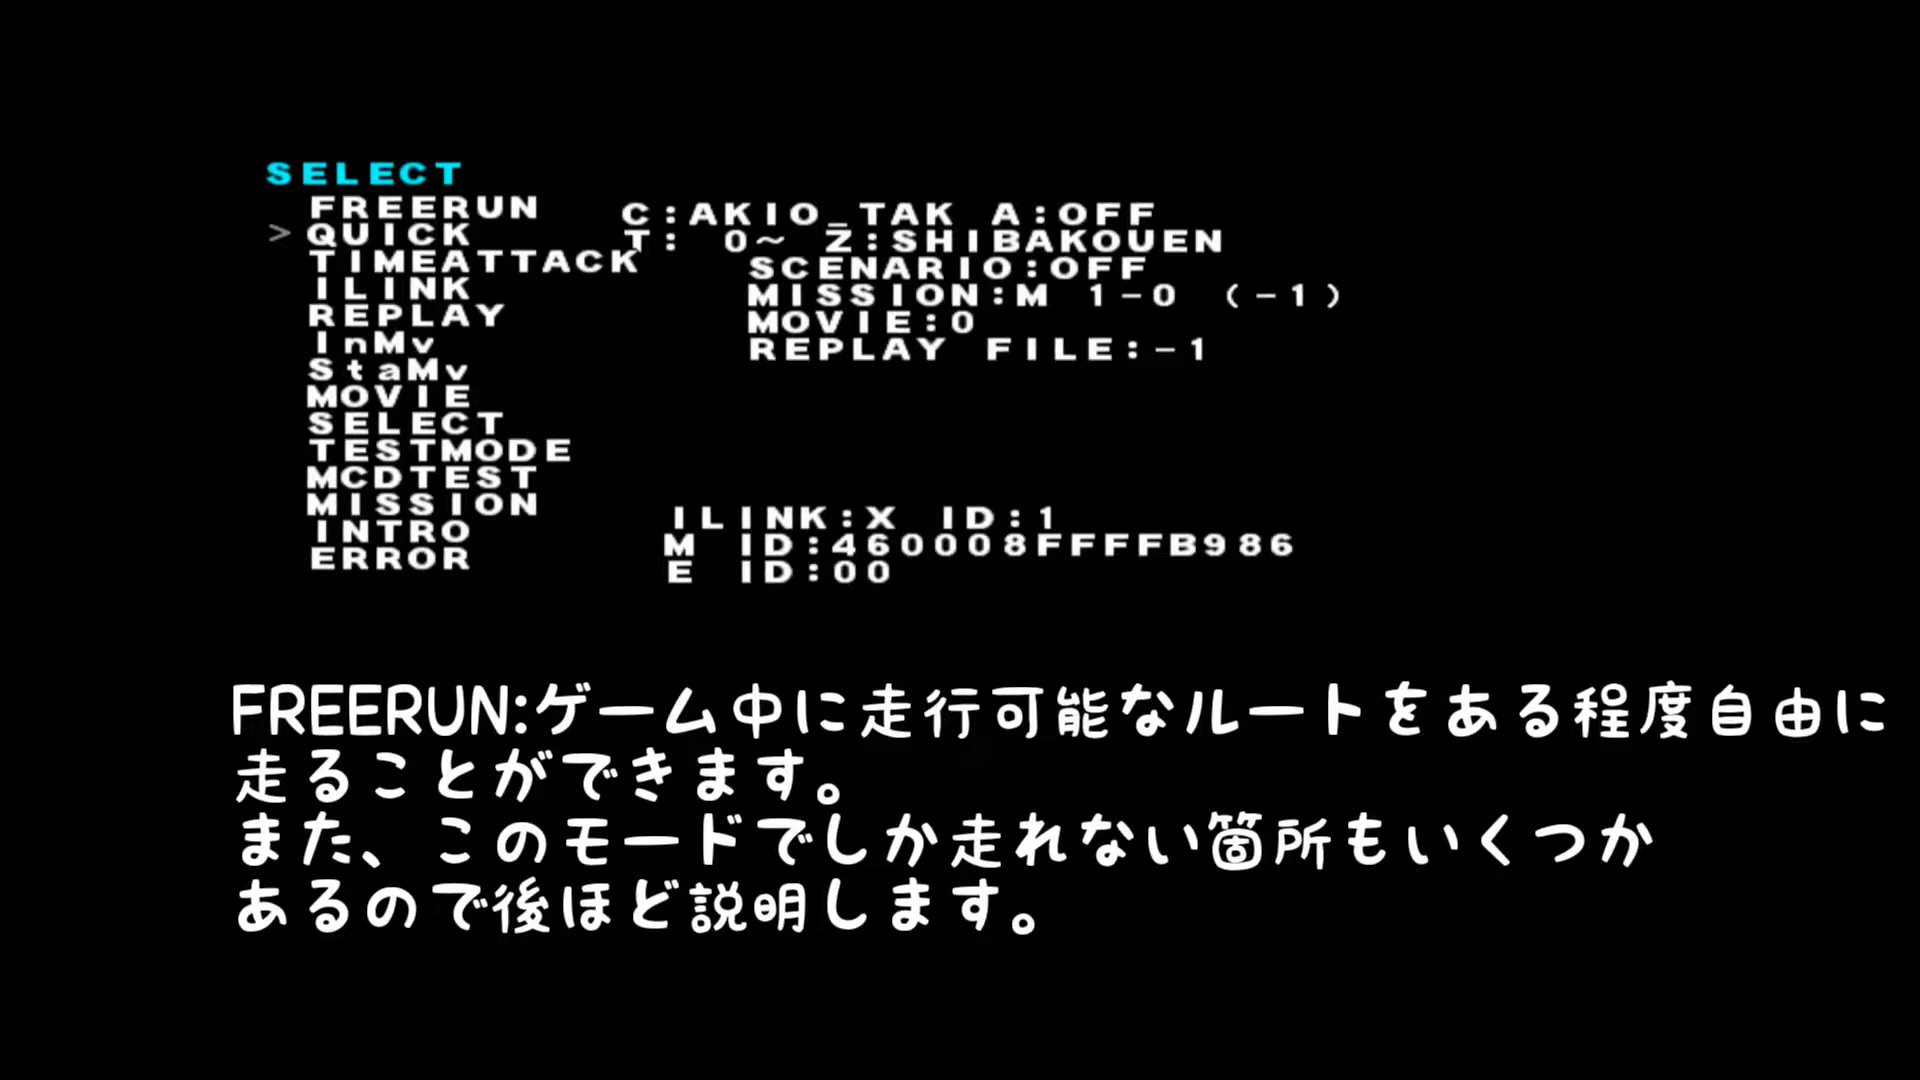 SELECT
FREERUN C:AKIO_TAK A:OFF
> QUICK T: 0~ Z:SHIBAKOUEN
TIMEATTACK SCENARIO:OFF
ILINK MISSION:M 1-0 (-1)
REPLAY MOVIE:0
InMv REPLAY FILE:-1
StaMv
MOVIE
SELECT
TESTMODE
MCDTEST
MISSION ILINK:X ID:1
INTRO M ID:460008FFFFB986
ERROR E ID:00
FREERUN:ゲーム中に走行可能なルートをある程度自由に
走ることができます。
また、このモードでしか走れない箇所もいくつか
あるので後ほど説明します。